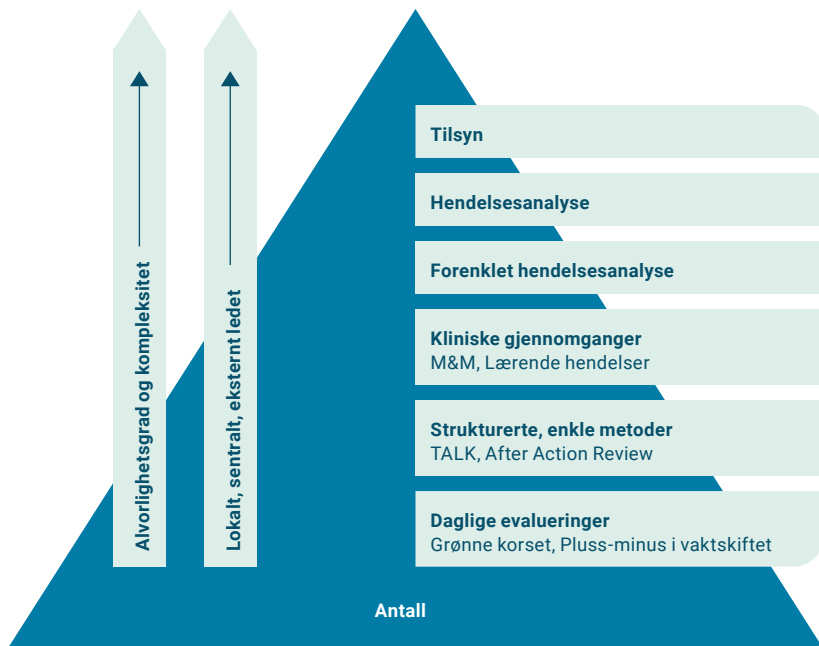 Alvorlighetsgrad og kompleksitet
Lokalt, sentralt, eksternt ledet
Tilsyn
Hendelsesanalyse
Forenklet hendelsesanalyse
Kliniske gjennomganger
M&M, Lærende hendelser
Strukturerte, enkle metoder
TALK, After Action Review
Daglige evalueringer
Grønne korset, Pluss-minus i vaktskiftet
Antall